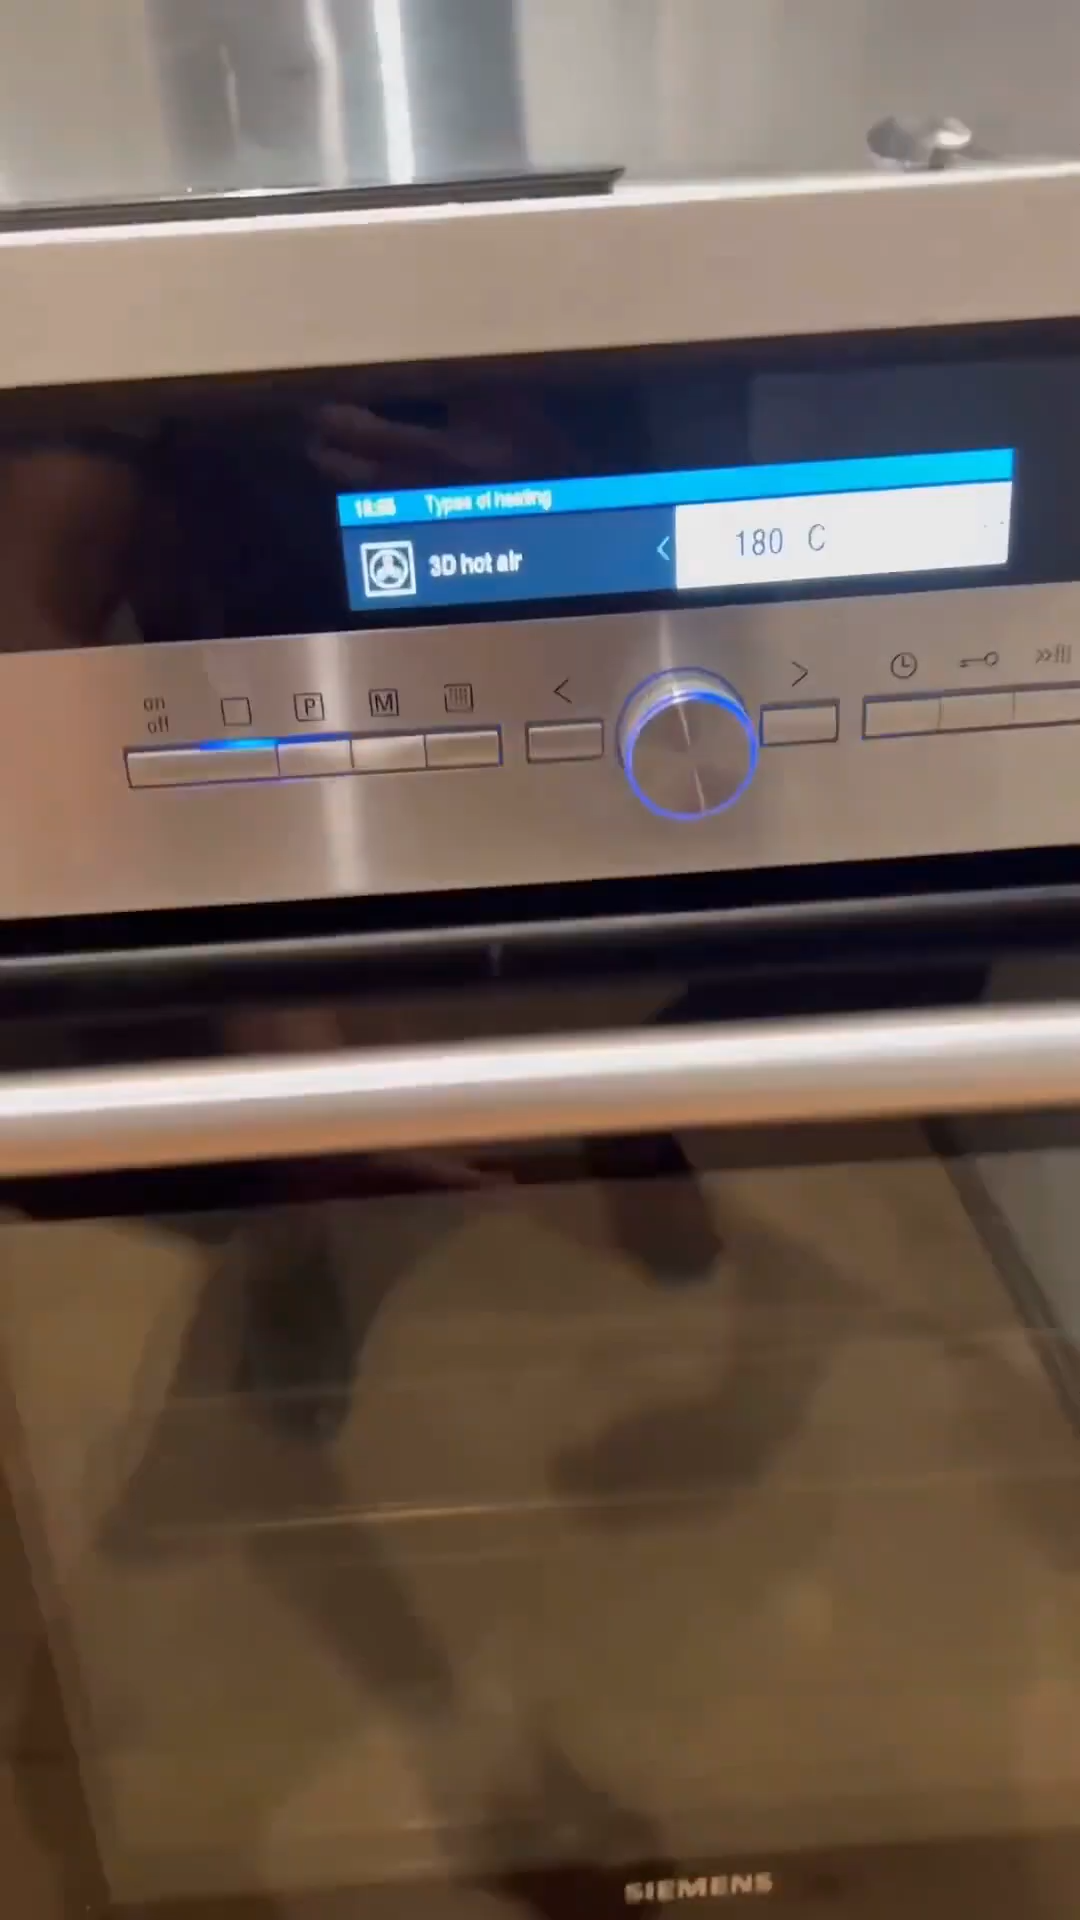 Types of heating
3D hot air
< 180 C
on
off
P
M
<
>
SIEMENS